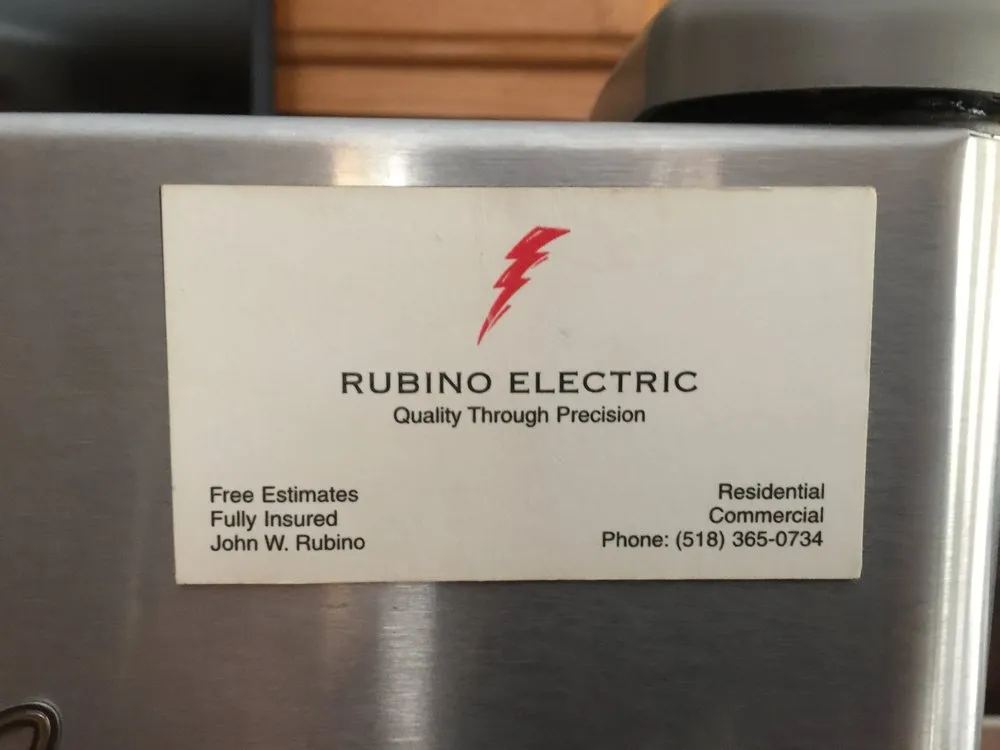 RUBINO ELECTRIC
Quality Through Precision
Free Estimates
Fully Insured
John W. Rubino
Residential
Commercial
Phone: (518) 365-0734